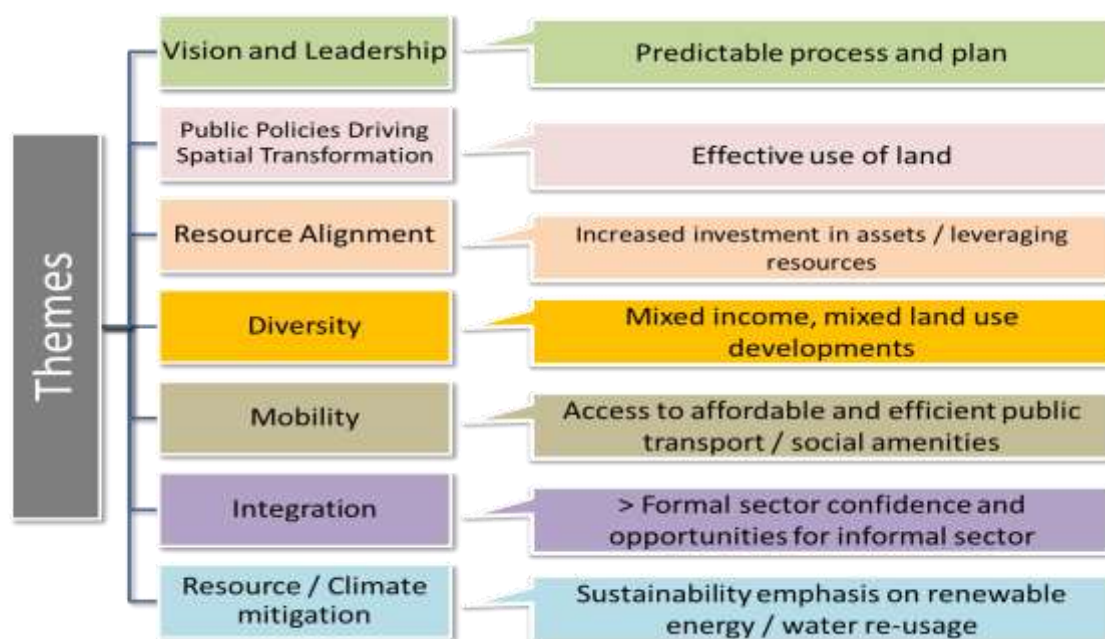 Themes
Vision and Leadership
Predictable process and plan
Public Policies Driving
Spatial Transformation
Effective use of land
Resource Alignment
Increased investment in assets / leveraging
resources
Diversity
Mixed income, mixed land use
developments
Mobility
Access to affordable and efficient public
transport / social amenities
Integration
> Formal sector confidence and
opportunities for informal sector
Resource / Climate
mitigation
Sustainability emphasis on renewable
energy / water re-usage